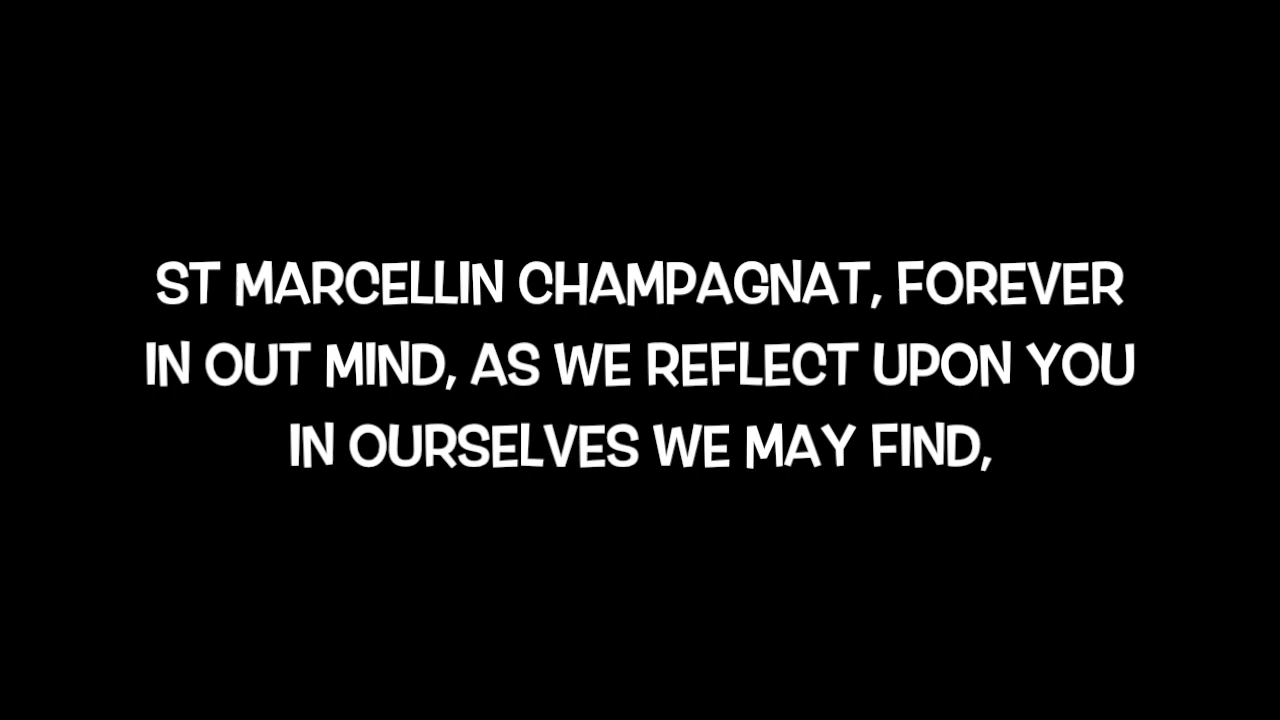 ST MARCELLIN CHAMPAGNAT, FOREVER
IN OUT MIND, AS WE REFLECT UPON YOU
IN OURSELVES WE MAY FIND,